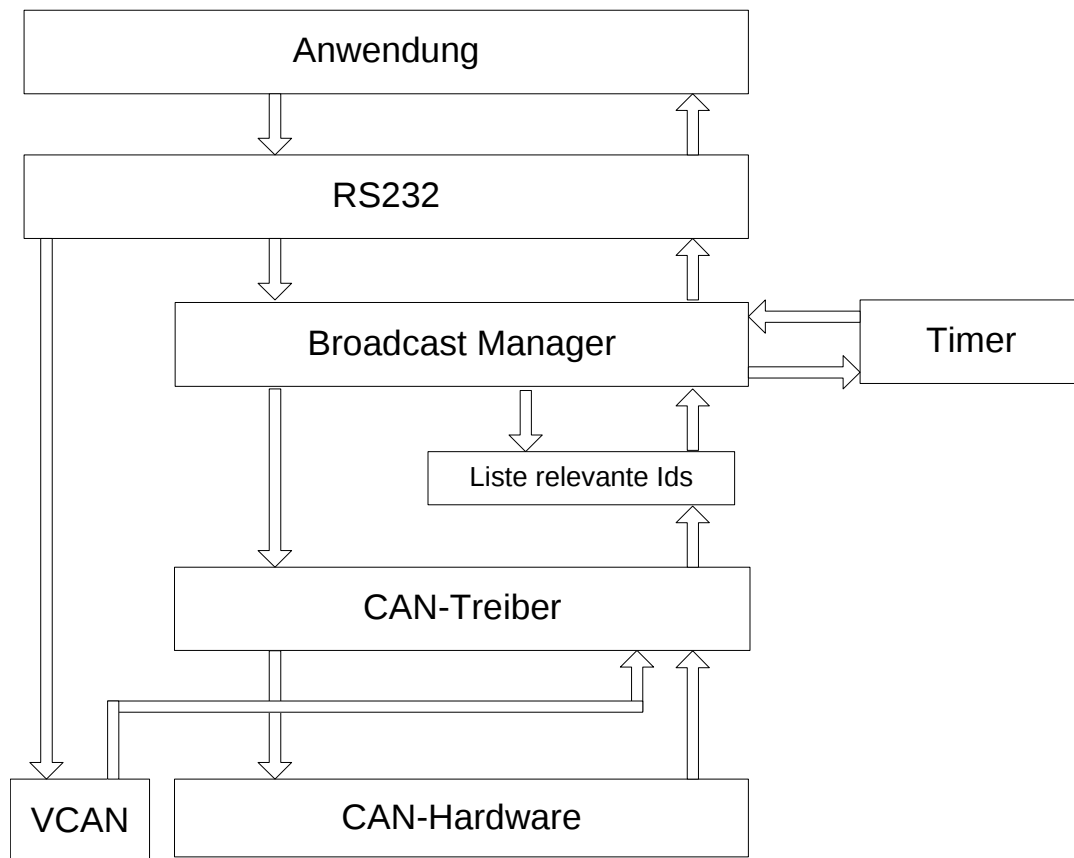 Anwendung
RS232
Broadcast Manager
Timer
Liste relevante Ids
CAN-Treiber
VCAN
CAN-Hardware